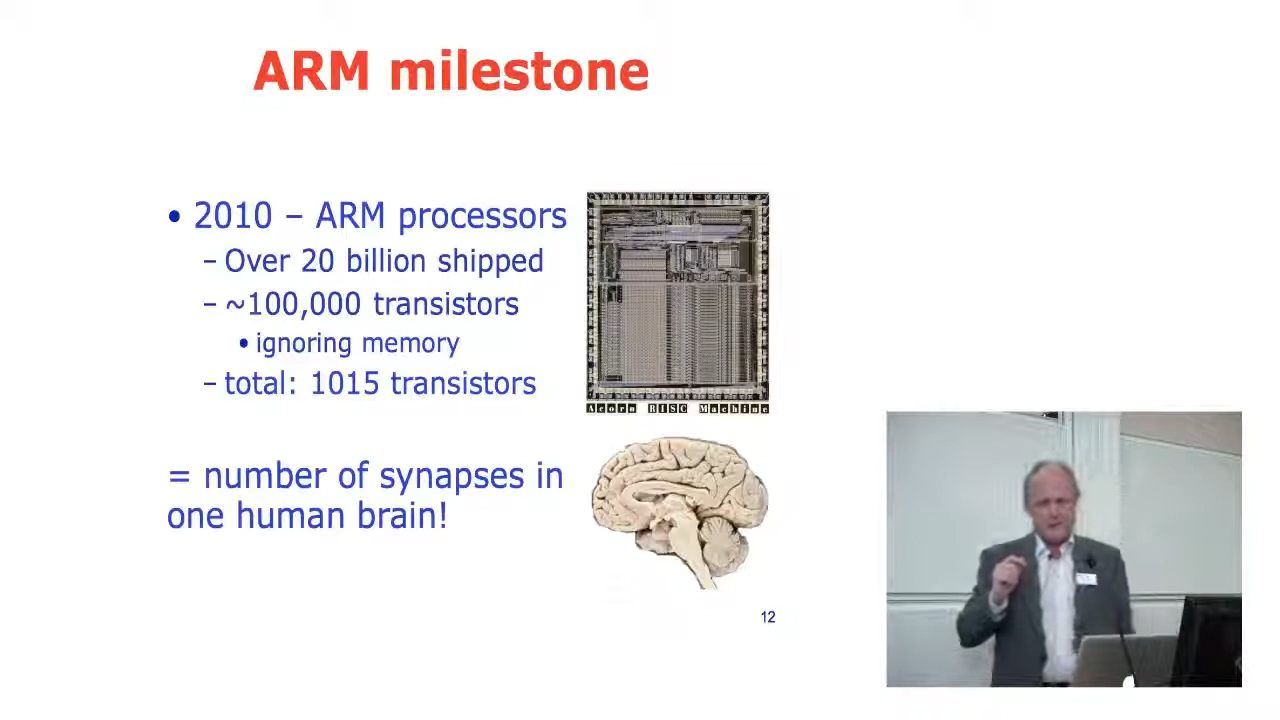 ARM milestone
• 2010 – ARM processors
– Over 20 billion shipped
– ~100,000 transistors
• ignoring memory
– total: 1015 transistors
Acorn RISC Machine
= number of synapses in
one human brain!
12